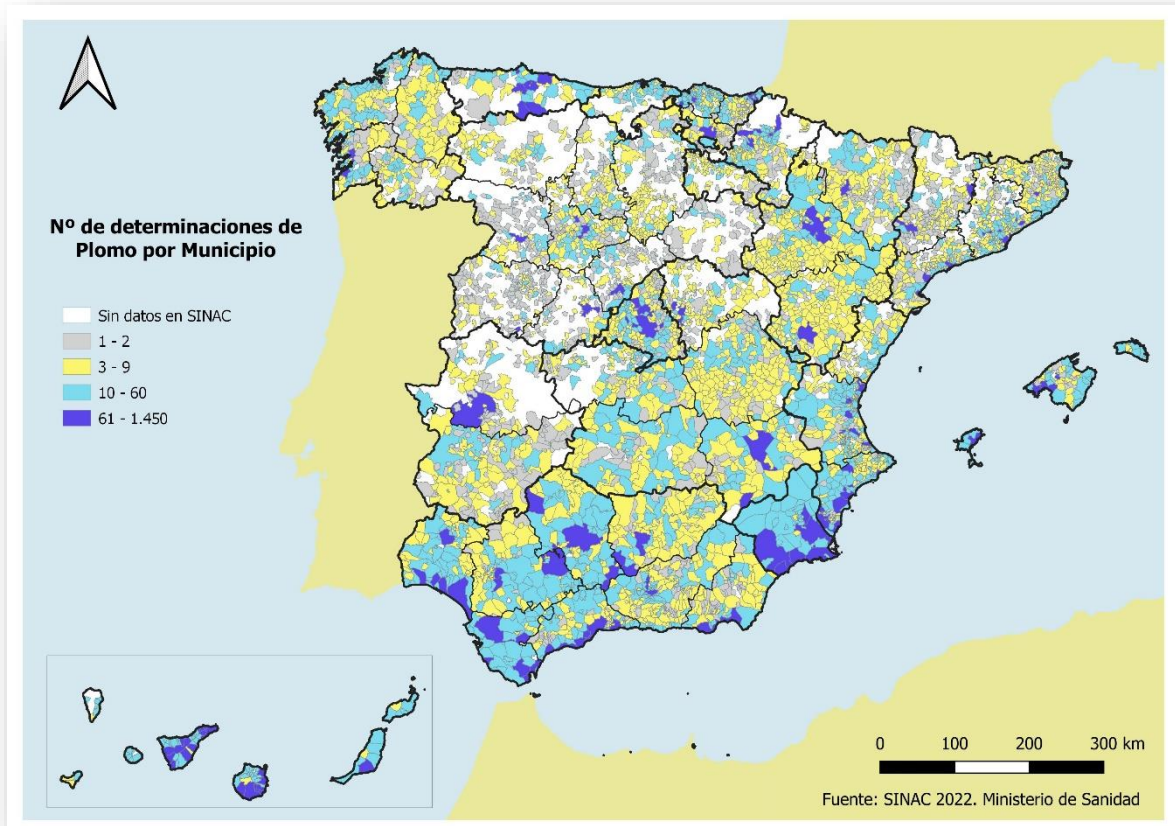 Nº de determinaciones de
Plomo por Municipio
Sin datos en SINAC
1 - 2
3 - 9
10 - 60
61 - 1.450
0 100 200 300 km
Fuente: SINAC 2022. Ministerio de Sanidad